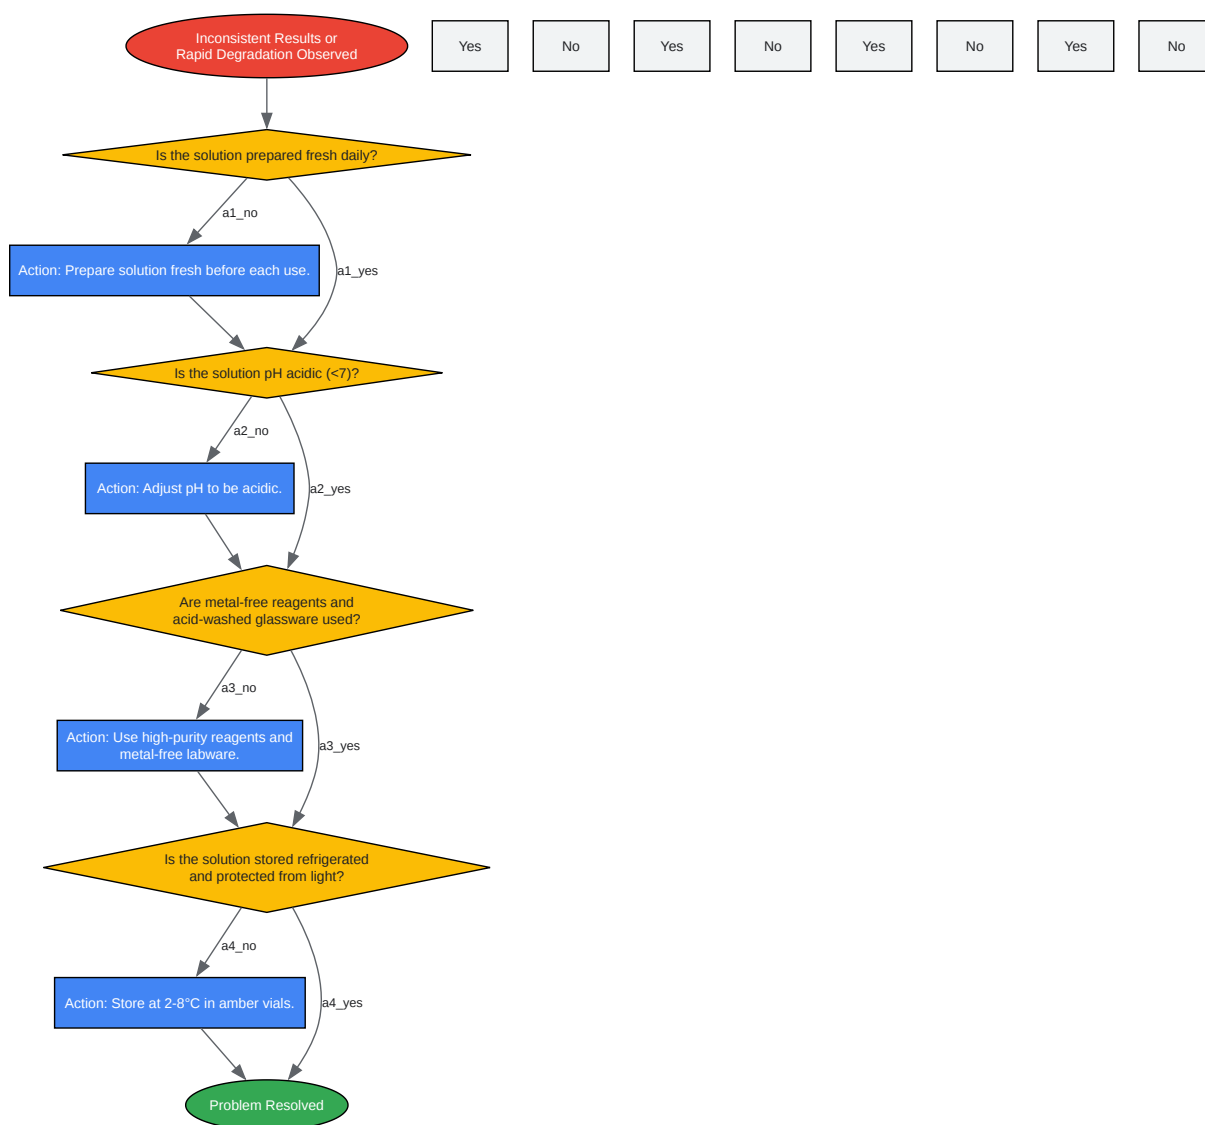 Inconsistent Results or
Rapid Degradation Observed
Yes
No
Yes
No
Yes
No
Yes
No
Is the solution prepared fresh daily?
a1_no
Action: Prepare solution fresh before each use.
a1_yes
Is the solution pH acidic (<7)?
a2_no
Action: Adjust pH to be acidic.
a2_yes
Are metal-free reagents and
acid-washed glassware used?
a3_no
Action: Use high-purity reagents and
metal-free labware.
a3_yes
Is the solution stored refrigerated
and protected from light?
a4_no
Action: Store at 2-8°C in amber vials.
a4_yes
Problem Resolved